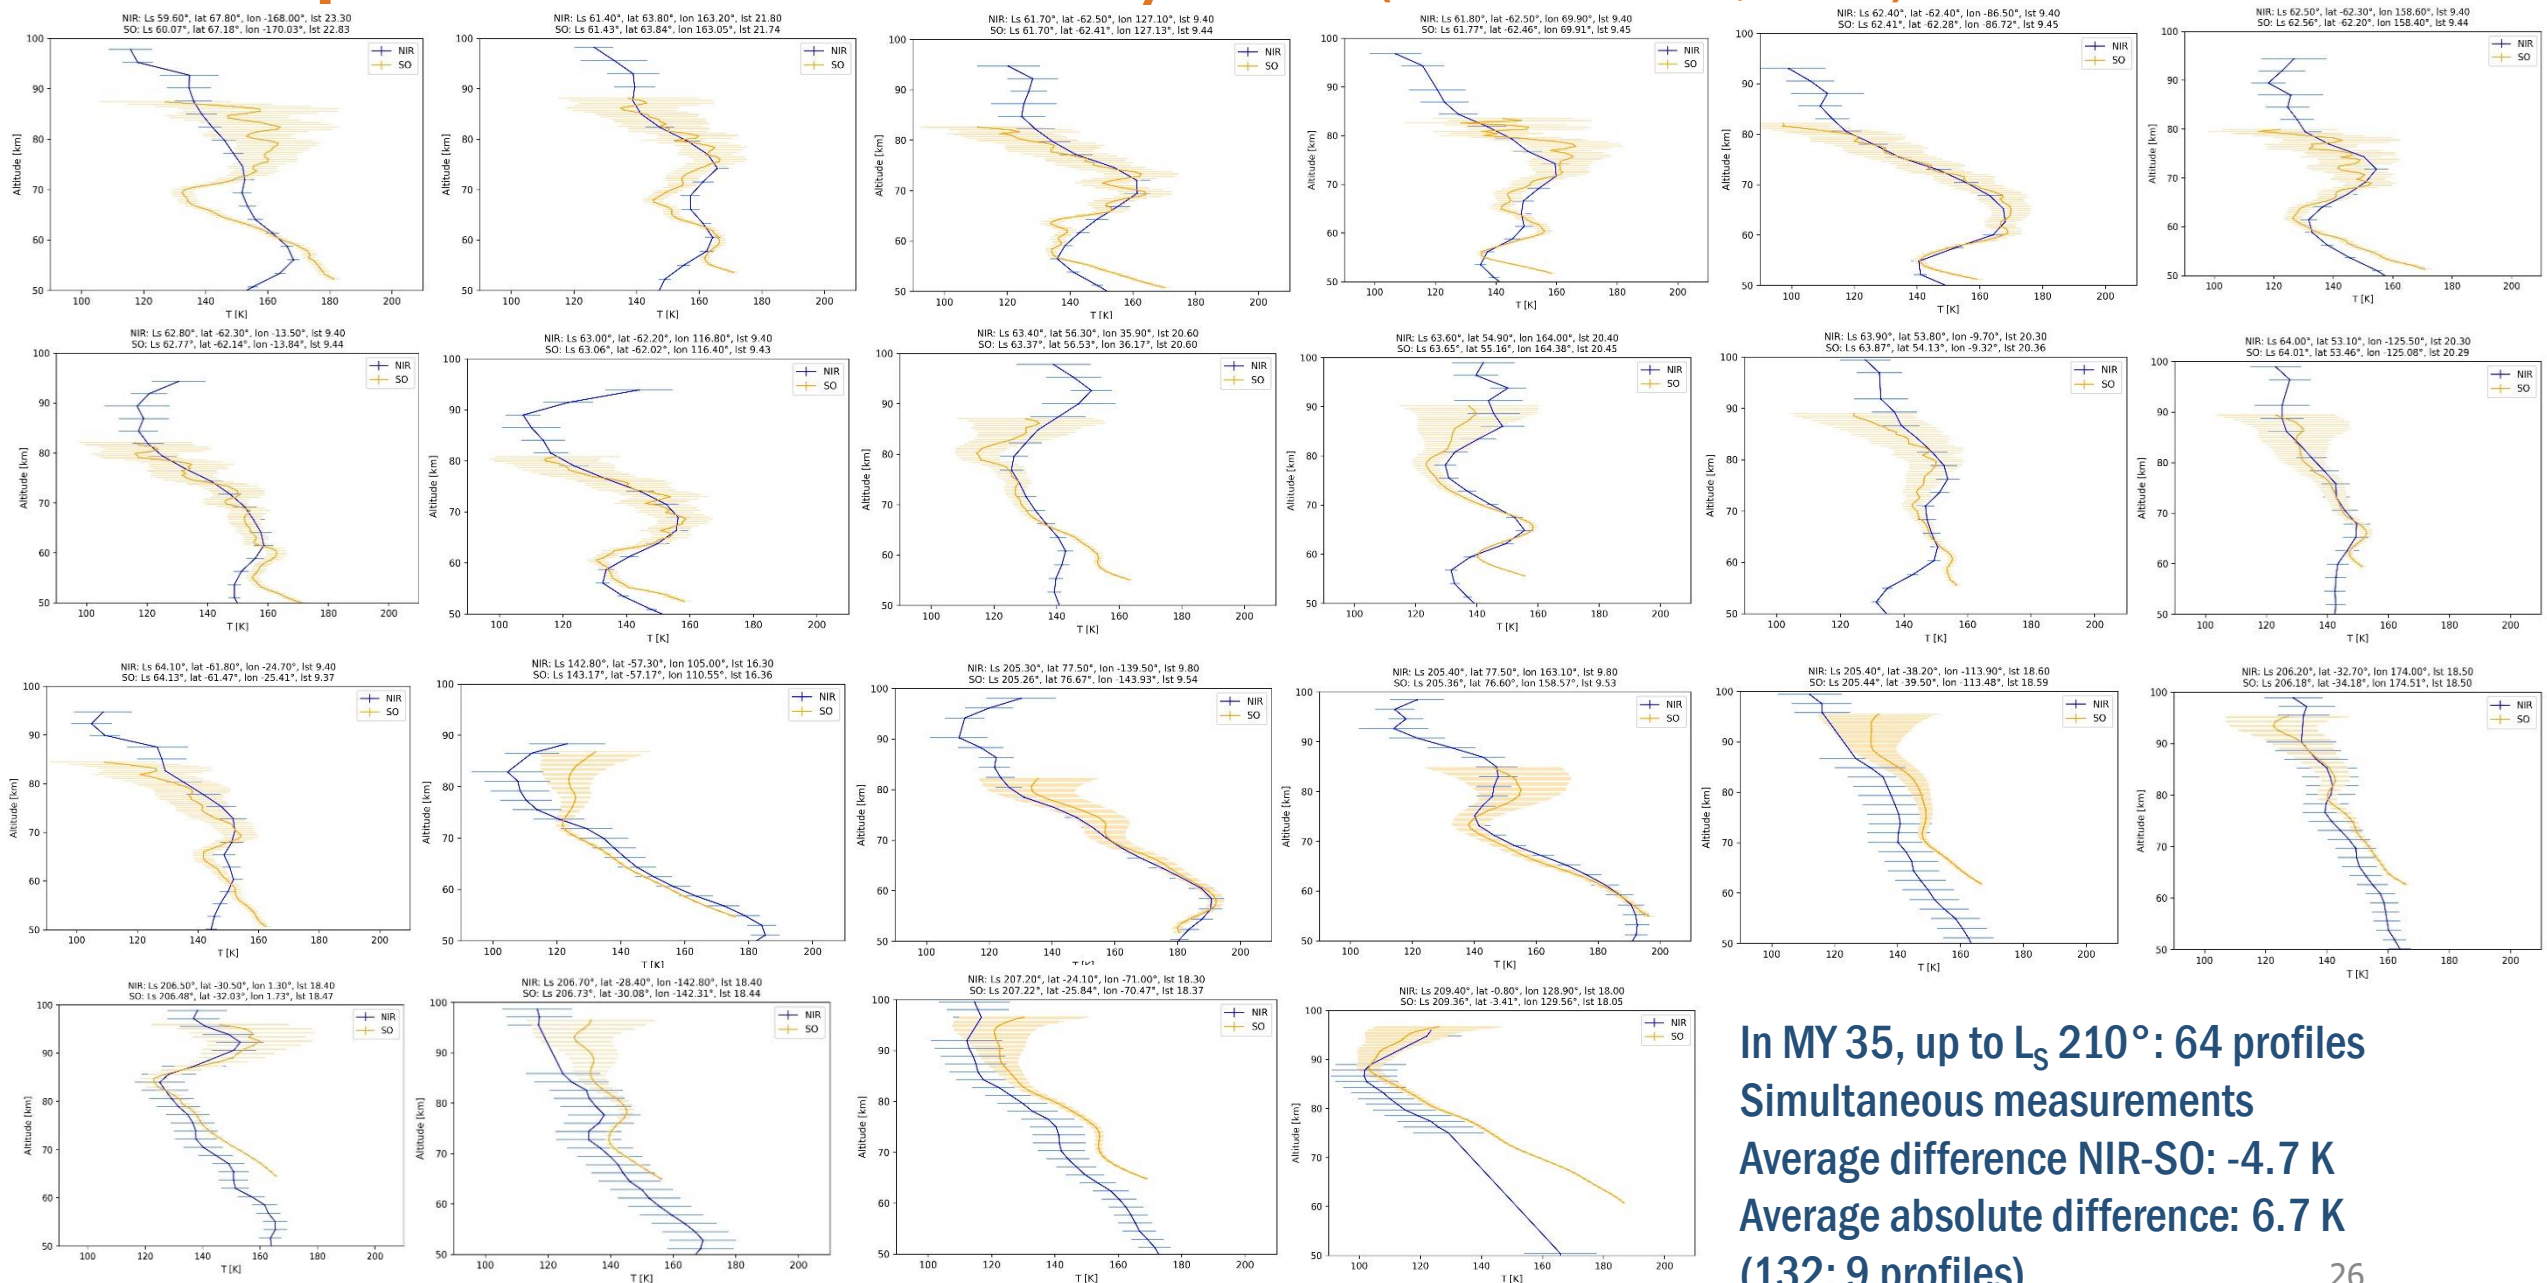 NIR: Ls 59.60°, lat 67.80°, lon -168.00°, lst 23.30
SO: Ls 60.07°, lat 67.18°, lon -170.03°, lst 22.83
NIR: Ls 61.40°, lat 63.80°, lon 163.20°, lst 21.80
SO: Ls 61.43°, lat 63.84°, lon 163.05°, lst 21.74
NIR: Ls 61.70°, lat -62.50°, lon 127.10°, lst 9.40
SO: Ls 61.70°, lat -62.41°, lon 127.13°, lst 9.44
NIR: Ls 61.80°, lat -62.50°, lon 69.90°, lst 9.40
SO: Ls 61.77°, lat -62.46°, lon 69.91°, lst 9.45
NIR: Ls 62.40°, lat -62.40°, lon -86.50°, lst 9.40
SO: Ls 62.41°, lat -62.28°, lon -86.72°, lst 9.45
NIR: Ls 62.50°, lat -62.30°, lon 158.60°, lst 9.40
SO: Ls 62.56°, lat -62.20°, lon 158.40°, lst 9.44
NIR: Ls 62.80°, lat -62.30°, lon -13.50°, lst 9.40
SO: Ls 62.77°, lat -62.14°, lon -13.84°, lst 9.44
NIR: Ls 63.00°, lat -62.20°, lon 116.80°, lst 9.40
SO: Ls 63.06°, lat -62.02°, lon 116.40°, lst 9.43
NIR: Ls 63.40°, lat 56.30°, lon 35.90°, lst 20.60
SO: Ls 63.37°, lat 56.53°, lon 36.17°, lst 20.60
NIR: Ls 63.60°, lat 54.90°, lon 164.00°, lst 20.40
SO: Ls 63.65°, lat 55.16°, lon 164.38°, lst 20.45
NIR: Ls 63.90°, lat 53.80°, lon -9.70°, lst 20.30
SO: Ls 63.87°, lat 54.13°, lon -9.32°, lst 20.36
NIR: Ls 64.00°, lat 53.10°, lon -125.50°, lst 20.30
SO: Ls 64.01°, lat 53.46°, lon -125.08°, lst 20.29
NIR: Ls 64.10°, lat -61.80°, lon -24.70°, lst 9.40
SO: Ls 64.13°, lat -61.47°, lon -25.41°, lst 9.37
NIR: Ls 142.80°, lat -57.30°, lon 105.00°, lst 16.30
SO: Ls 143.17°, lat -57.17°, lon 110.55°, lst 16.36
NIR: Ls 205.30°, lat 77.50°, lon -139.50°, lst 9.80
SO: Ls 205.26°, lat 76.67°, lon -143.93°, lst 9.54
NIR: Ls 205.40°, lat 77.50°, lon 163.10°, lst 9.80
SO: Ls 205.36°, lat 76.60°, lon 158.57°, lst 9.53
NIR: Ls 205.40°, lat -38.20°, lon -113.90°, lst 18.60
SO: Ls 205.44°, lat -39.50°, lon -113.48°, lst 18.59
NIR: Ls 206.20°, lat -32.70°, lon 174.00°, lst 18.50
SO: Ls 206.18°, lat -34.18°, lon 174.51°, lst 18.50
NIR: Ls 206.50°, lat -30.50°, lon 1.30°, lst 18.40
SO: Ls 206.48°, lat -32.03°, lon 1.73°, lst 18.47
NIR: Ls 206.70°, lat -28.40°, lon -142.80°, lst 18.40
SO: Ls 206.73°, lat -30.08°, lon -142.31°, lst 18.44
NIR: Ls 207.20°, lat -24.10°, lon -71.00°, lst 18.30
SO: Ls 207.22°, lat -25.84°, lon -70.47°, lst 18.37
NIR: Ls 209.40°, lat -0.80°, lon 128.90°, lst 18.00
SO: Ls 209.36°, lat -3.41°, lon 129.56°, lst 18.05
NIR
SO
Altitude [km]
T [K]
50 60 70 80 90 100
100 120 140 160 180 200
In MY 35, up to LS 210°: 64 profiles
Simultaneous measurements
Average difference NIR-SO: -4.7 K
Average absolute difference: 6.7 K
(132: 9 profiles)
26